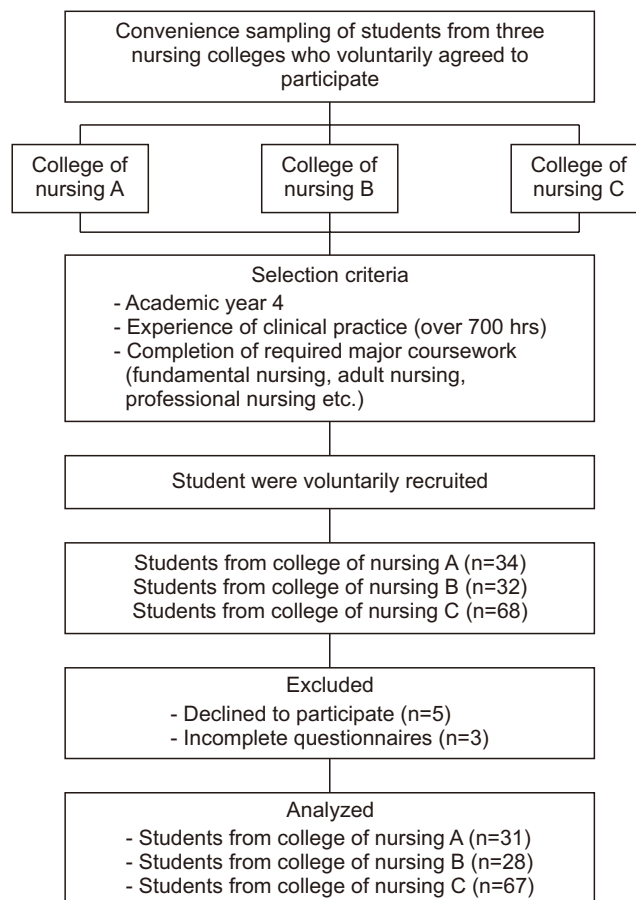 Convenience sampling of students from three
nursing colleges who voluntarily agreed to
participate
College of
nursing A
College of
nursing B
College of
nursing C
Selection criteria
- Academic year 4
- Experience of clinical practice (over 700 hrs)
- Completion of required major coursework
(fundamental nursing, adult nursing,
professional nursing etc.)
Student were voluntarily recruited
Students from college of nursing A (n=34)
Students from college of nursing B (n=32)
Students from college of nursing C (n=68)
Excluded
- Declined to participate (n=5)
- Incomplete questionnaires (n=3)
Analyzed
- Students from college of nursing A (n=31)
- Students from college of nursing B (n=28)
- Students from college of nursing C (n=67)